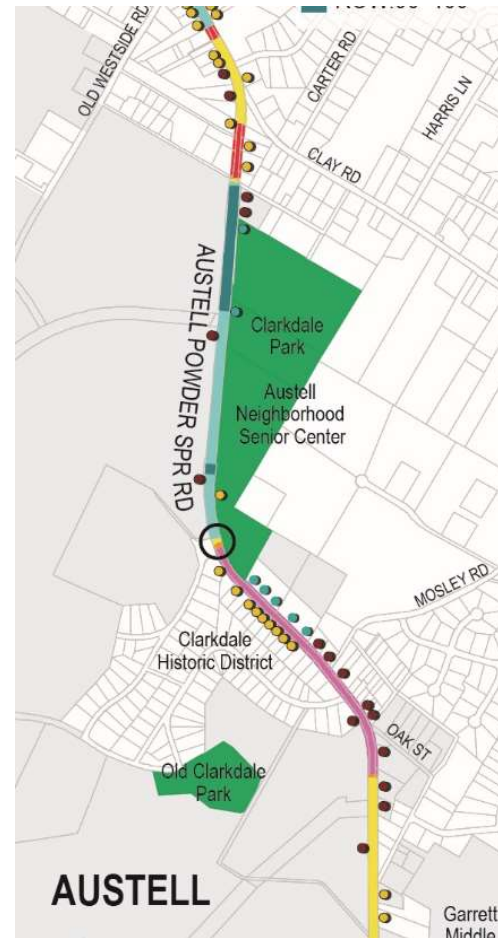 OLD WESTSIDE RD
CARTER RD
HARRIS LN
CLAY RD
AUSTELL POWDER SPR RD
Clarkdale
Park
Austell
Neighborhood
Senior Center
MOSLEY RD
Clarkdale
Historic District
OAK ST
Old Clarkdale
Park
AUSTELL
Garrett
Middle